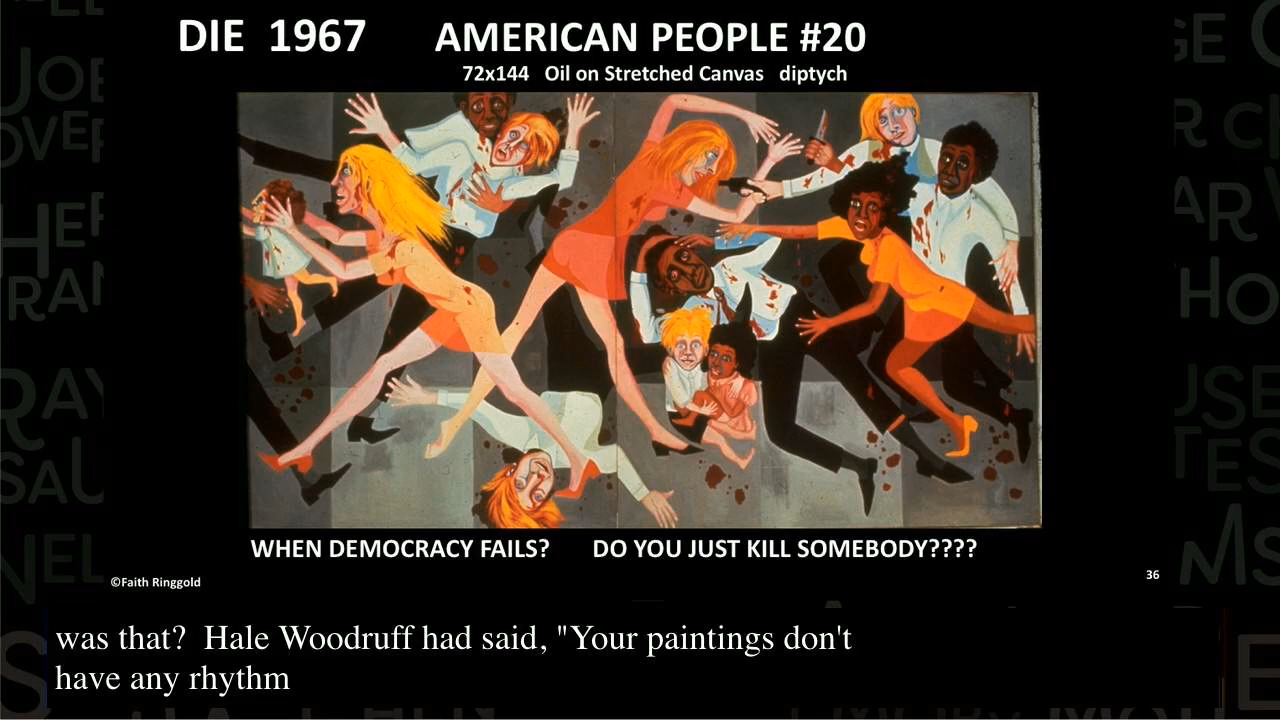 DIE 1967 AMERICAN PEOPLE #20
72x144 Oil on Stretched Canvas diptych
WHEN DEMOCRACY FAILS? DO YOU JUST KILL SOMEBODY????
©Faith Ringgold
36
was that? Hale Woodruff had said, "Your paintings don't
have any rhythm